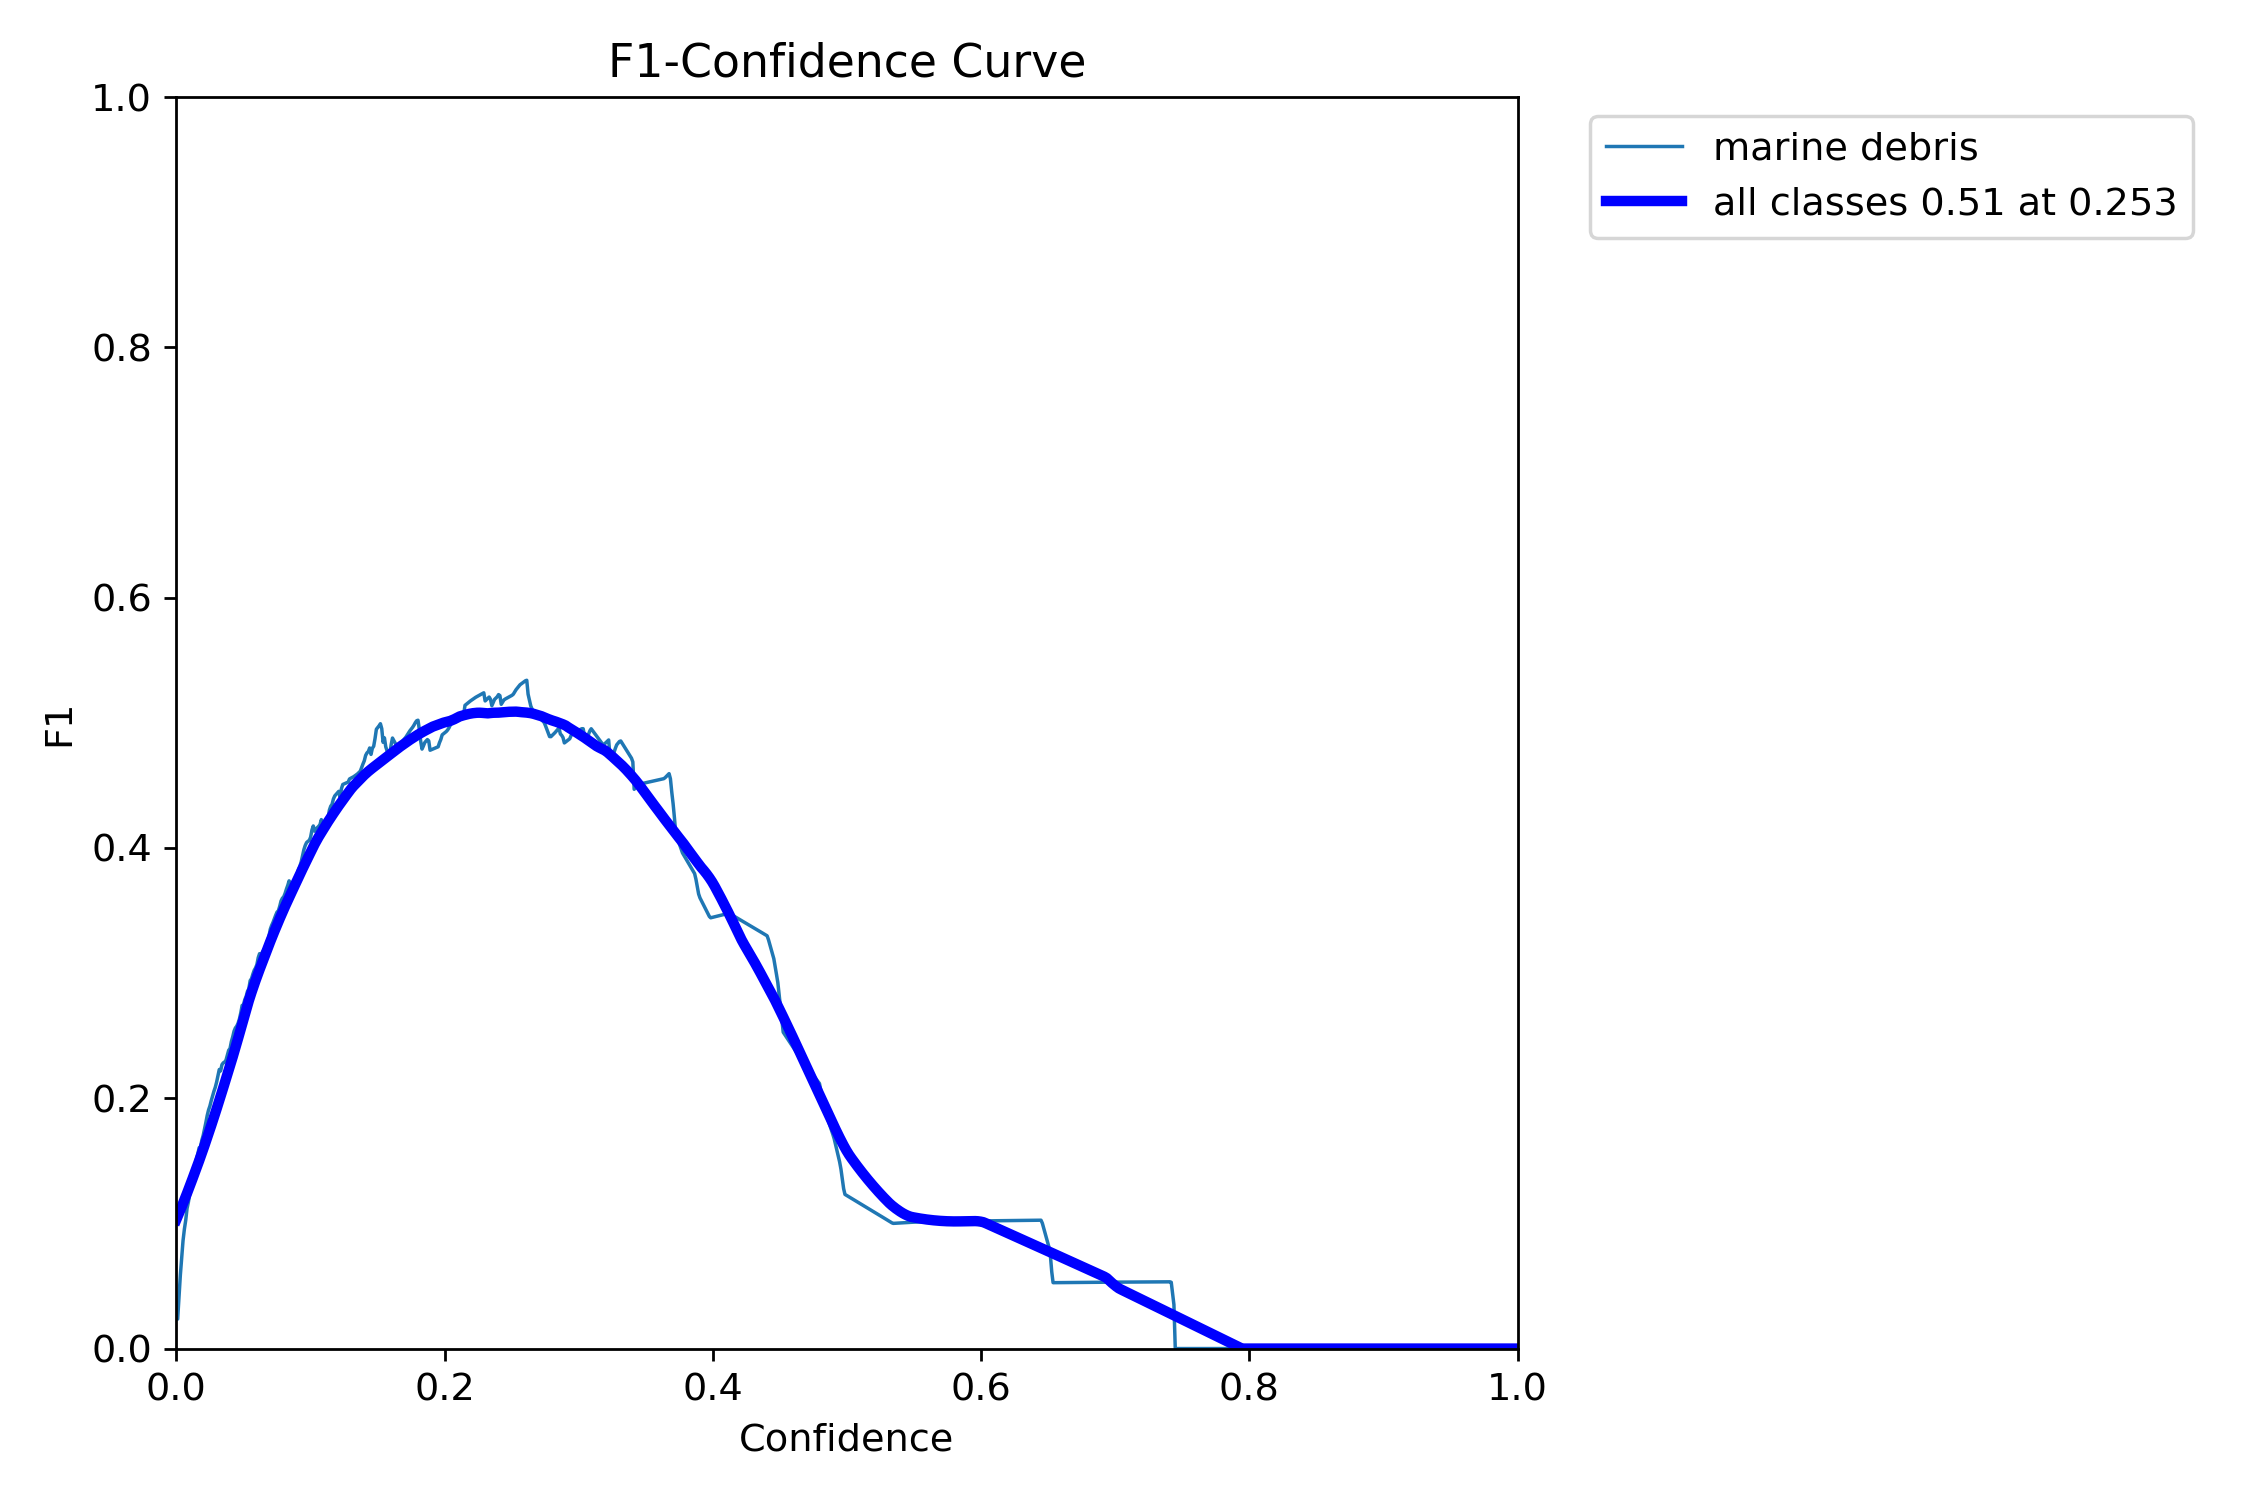 F1-Confidence Curve
1.0
0.8
0.6
0.4
0.2
0.0
F1
0.0 0.2 0.4 0.6 0.8 1.0
Confidence
marine debris
all classes 0.51 at 0.253